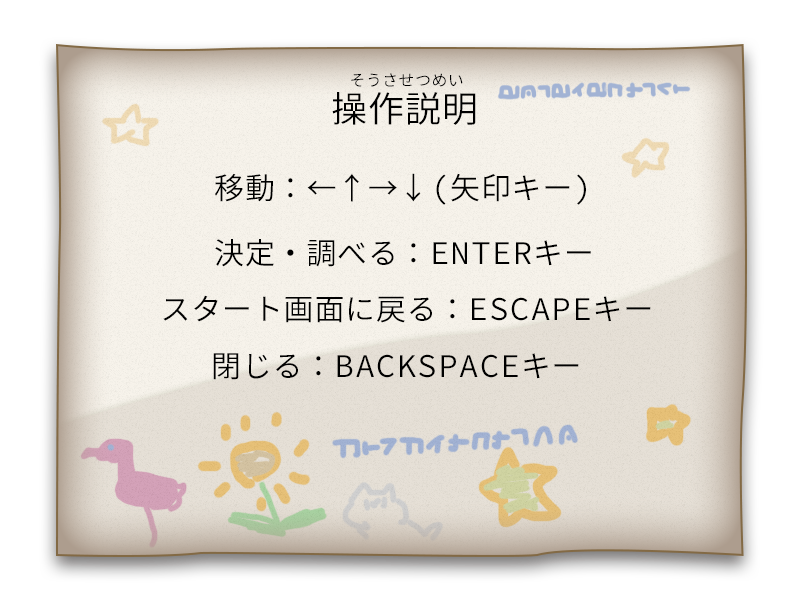 そうさせつめい
操作説明
移動：←↑→↓(矢印キー)
決定・調べる：ENTERキー
スタート画面に戻る：ESCAPEキー
閉じる：BACKSPACEキー